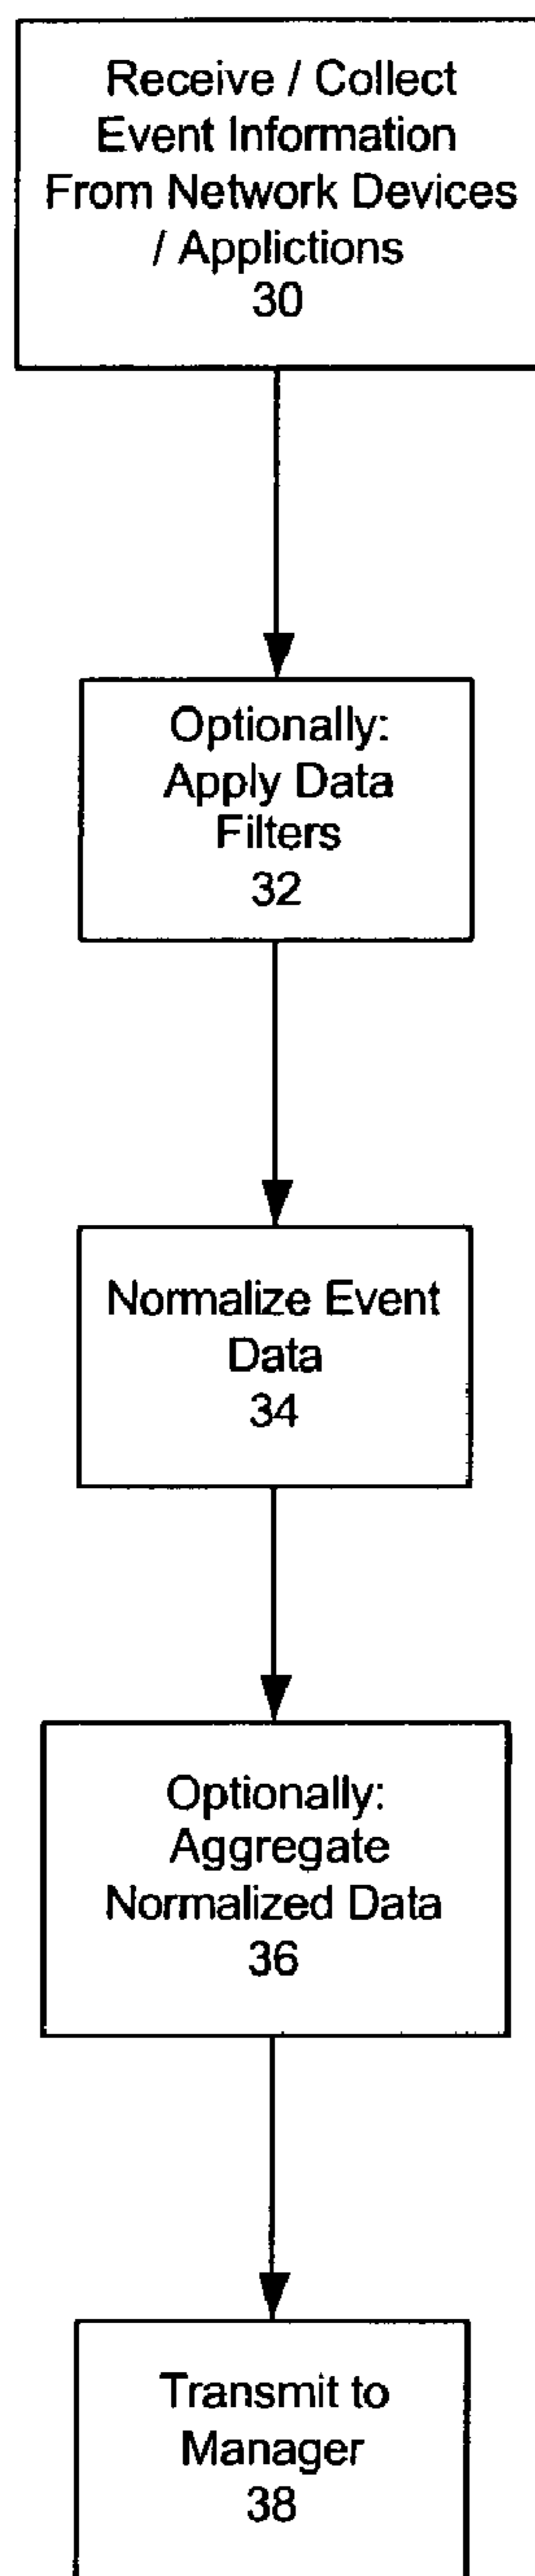 Receive / Collect
Event Information
From Network Devices
/ Applictions
30
Optionally:
Apply Data
Filters
32
Normalize Event
Data
34
Optionally:
Aggregate
Normalized Data
36
Transmit to
Manager
38